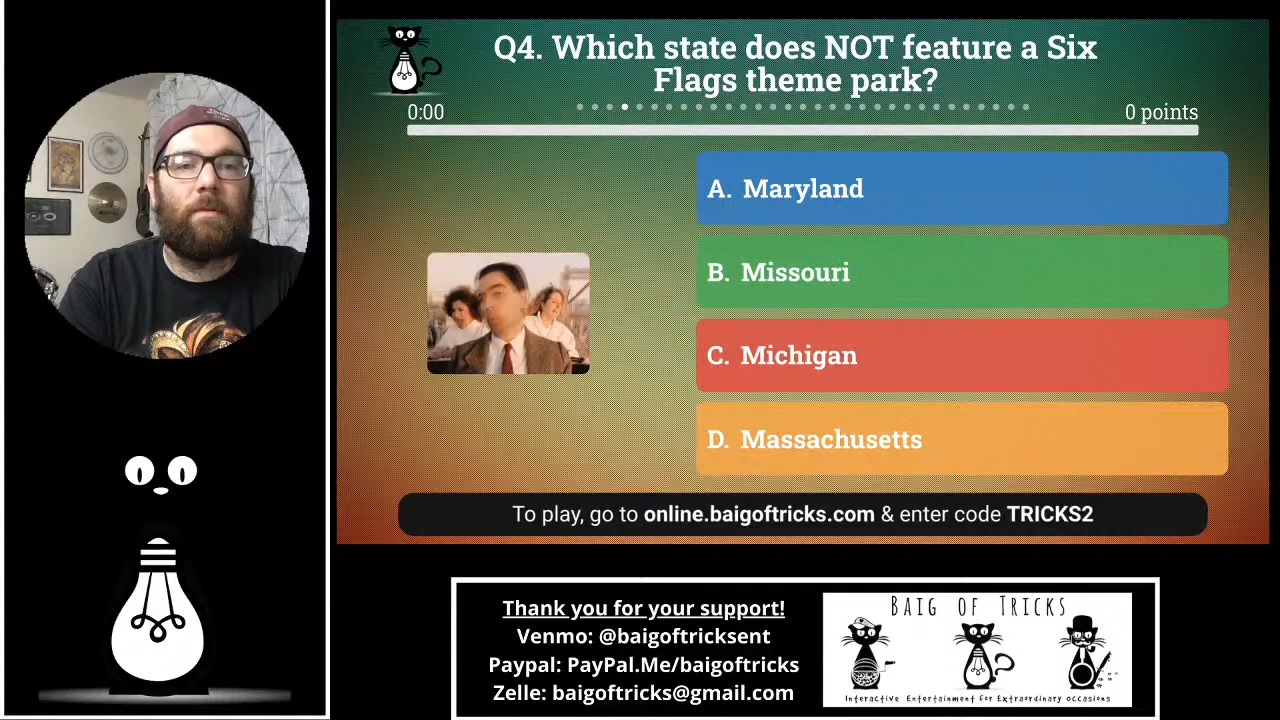 Q4. Which state does NOT feature a Six
Flags theme park?
0:00
0 points
A. Maryland
B. Missouri
C. Michigan
D. Massachusetts
To play, go to online.baigoftricks.com & enter code TRICKS2
Thank you for your support!
Venmo: @baigoftricksent
Paypal: PayPal.Me/baigoftricks
Zelle: baigoftricks@gmail.com
BAIG OF TRICKS
Interactive Entertainment for Extraordinary occasions